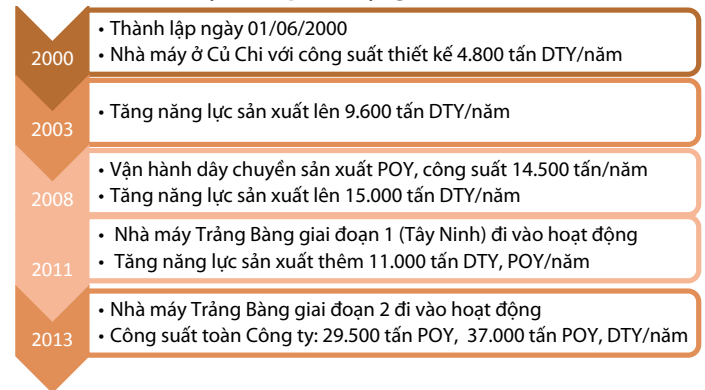 2000
• Thành lập ngày 01/06/2000
• Nhà máy ở Củ Chi với công suất thiết kế 4.800 tấn DTY/năm
2003
• Tăng năng lực sản xuất lên 9.600 tấn DTY/năm
2008
• Vận hành dây chuyền sản xuất POY, công suất 14.500 tấn/năm
• Tăng năng lực sản xuất lên 15.000 tấn DTY/năm
2011
• Nhà máy Trảng Bàng giai đoạn 1 (Tây Ninh) đi vào hoạt động
• Tăng năng lực sản xuất thêm 11.000 tấn DTY, POY/năm
2013
• Nhà máy Trảng Bàng giai đoạn 2 đi vào hoạt động
• Công suất toàn Công ty: 29.500 tấn POY, 37.000 tấn POY, DTY/năm